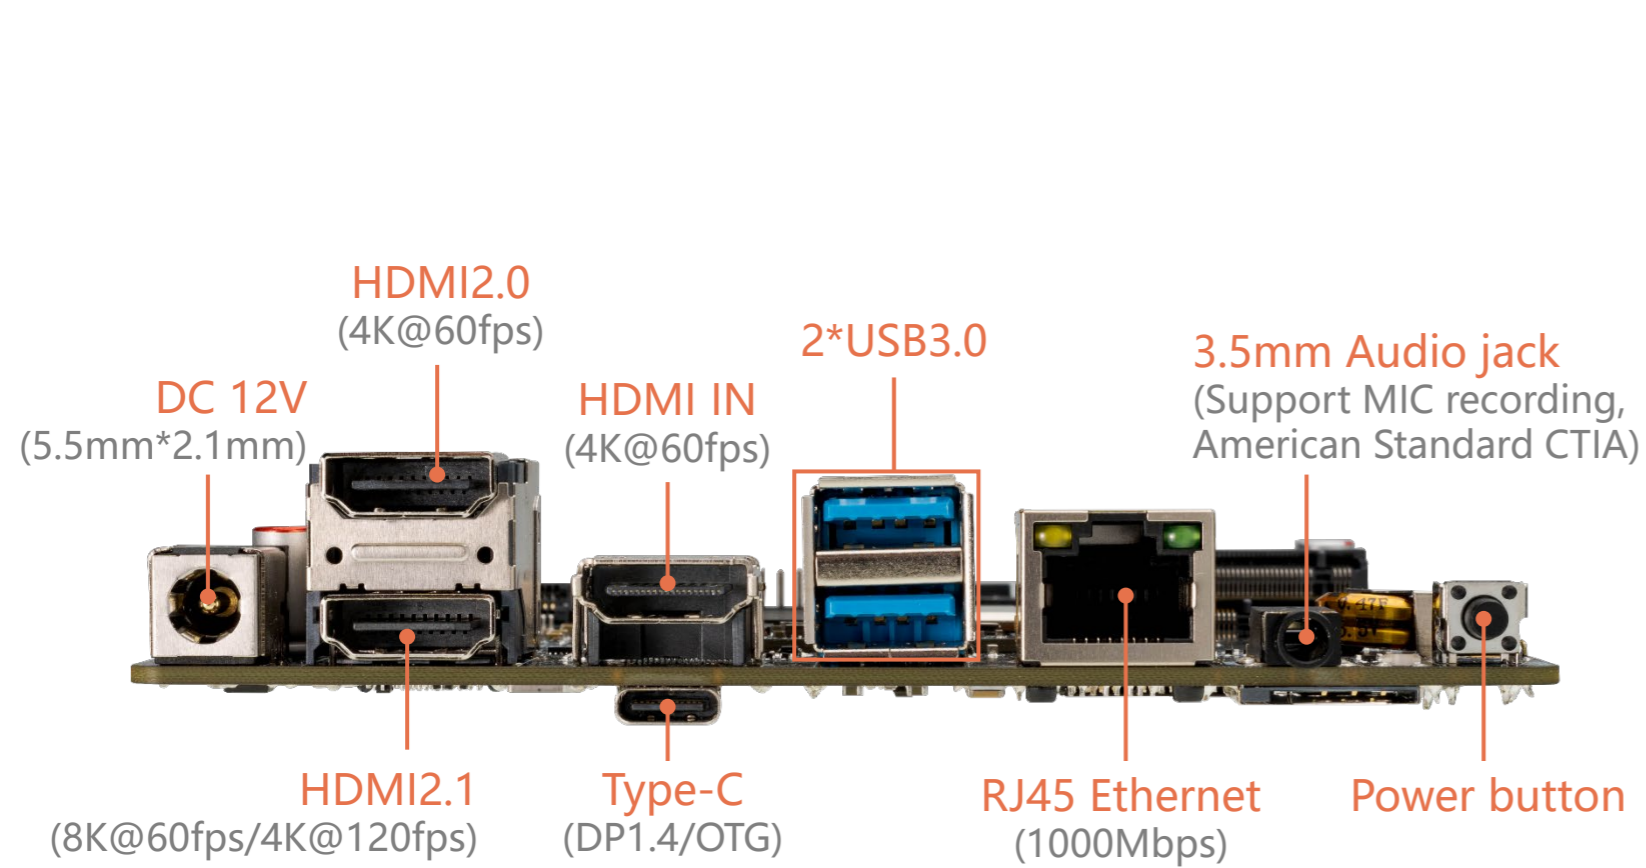 HDMI2.0
(4K@60fps)
2*USB3.0
3.5mm Audio jack
(Support MIC recording,
American Standard CTIA)
DC 12V
(5.5mm*2.1mm)
HDMI IN
(4K@60fps)
HDMI2.1
(8K@60fps/4K@120fps)
Type-C
(DP1.4/OTG)
RJ45 Ethernet
(1000Mbps)
Power button